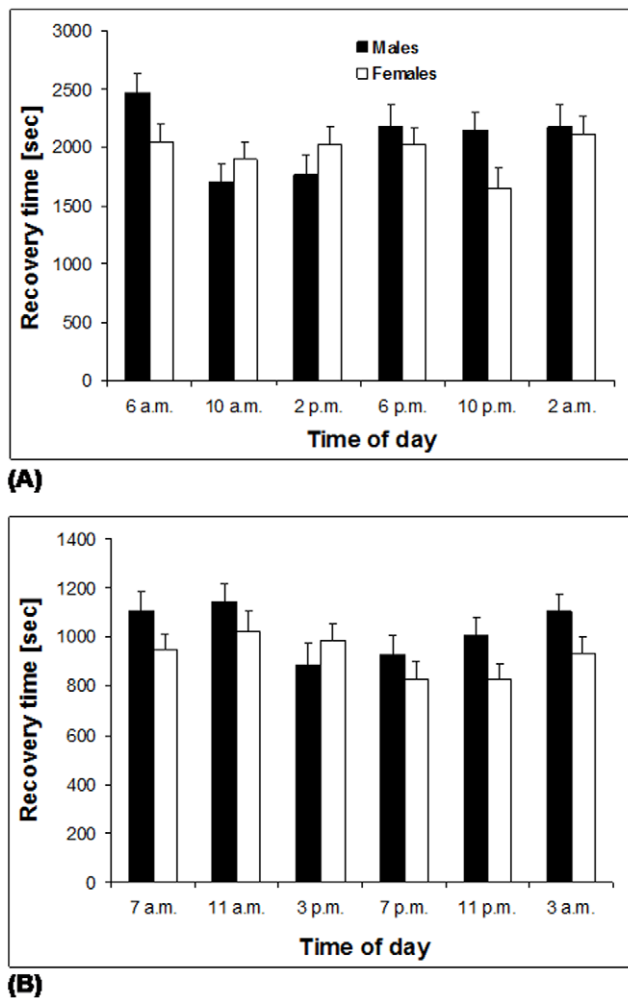 3000
2500
2000
1500
1000
500
0
Recovery time [sec]
Males
Females
6 a.m. 10 a.m. 2 p.m. 6 p.m. 10 p.m. 2 a.m.
Time of day
(A)
1400
1200
1000
800
600
400
200
0
Recovery time [sec]
7 a.m. 11 a.m. 3 p.m. 7 p.m. 11 p.m. 3 a.m.
Time of day
(B)